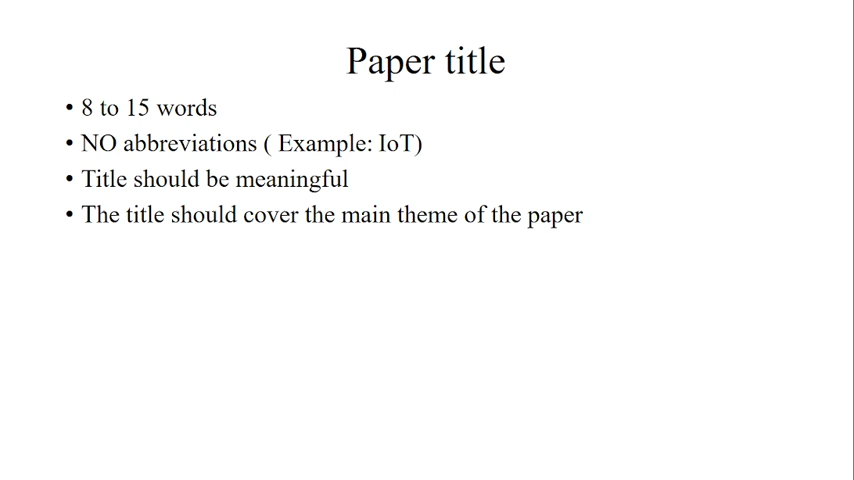 Paper title
• 8 to 15 words
• NO abbreviations ( Example: IoT)
• Title should be meaningful
• The title should cover the main theme of the paper